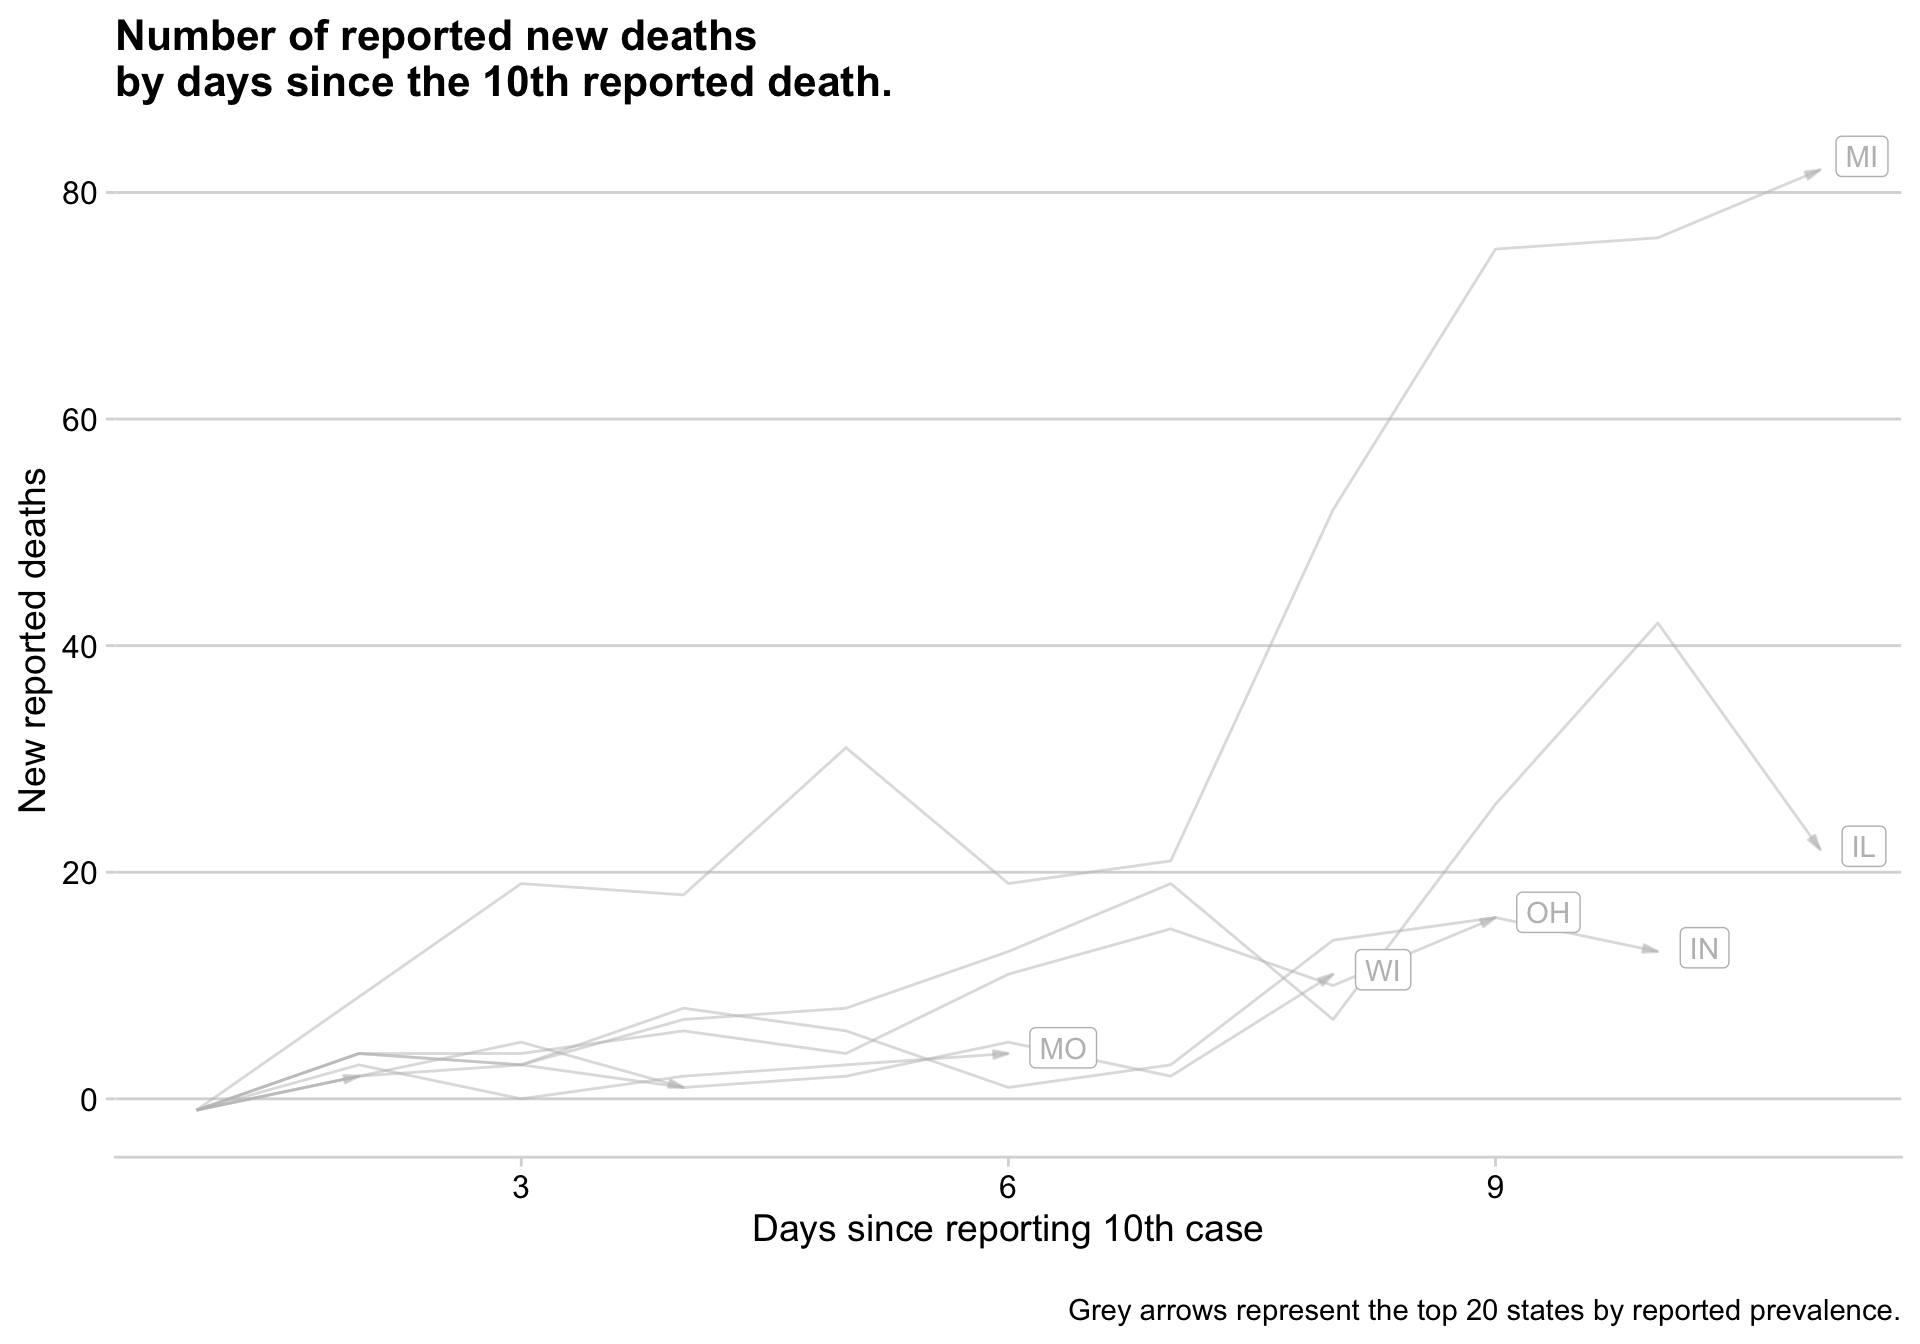 Number of reported new deaths
by days since the 10th reported death.
MI
80
60
New reported deaths
40
IL
20
OH
IN
WI
MO
0
3
6
9
Days since reporting 10th case
Grey arrows represent the top 20 states by reported prevalence.